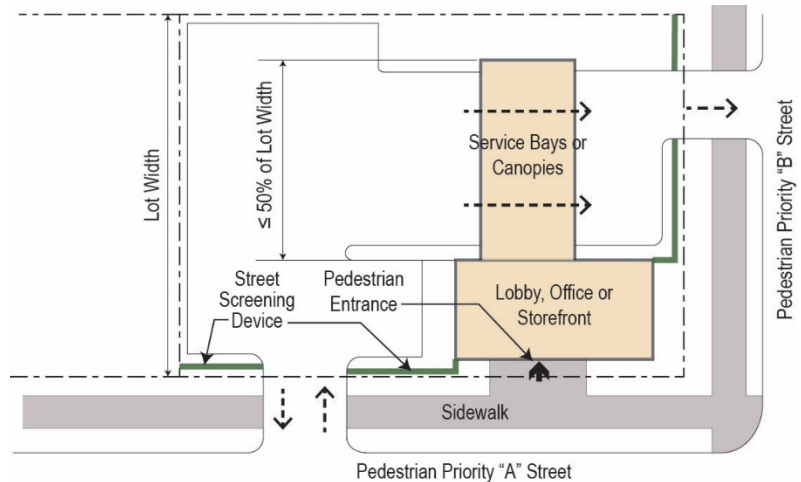 Lot Width
≤ 50% of Lot Width
Service Bays or
Canopies
Street
Screening
Device
Pedestrian
Entrance
Lobby, Office or
Storefront
Sidewalk
Pedestrian Priority "A" Street
Pedestrian Priority "B" Street